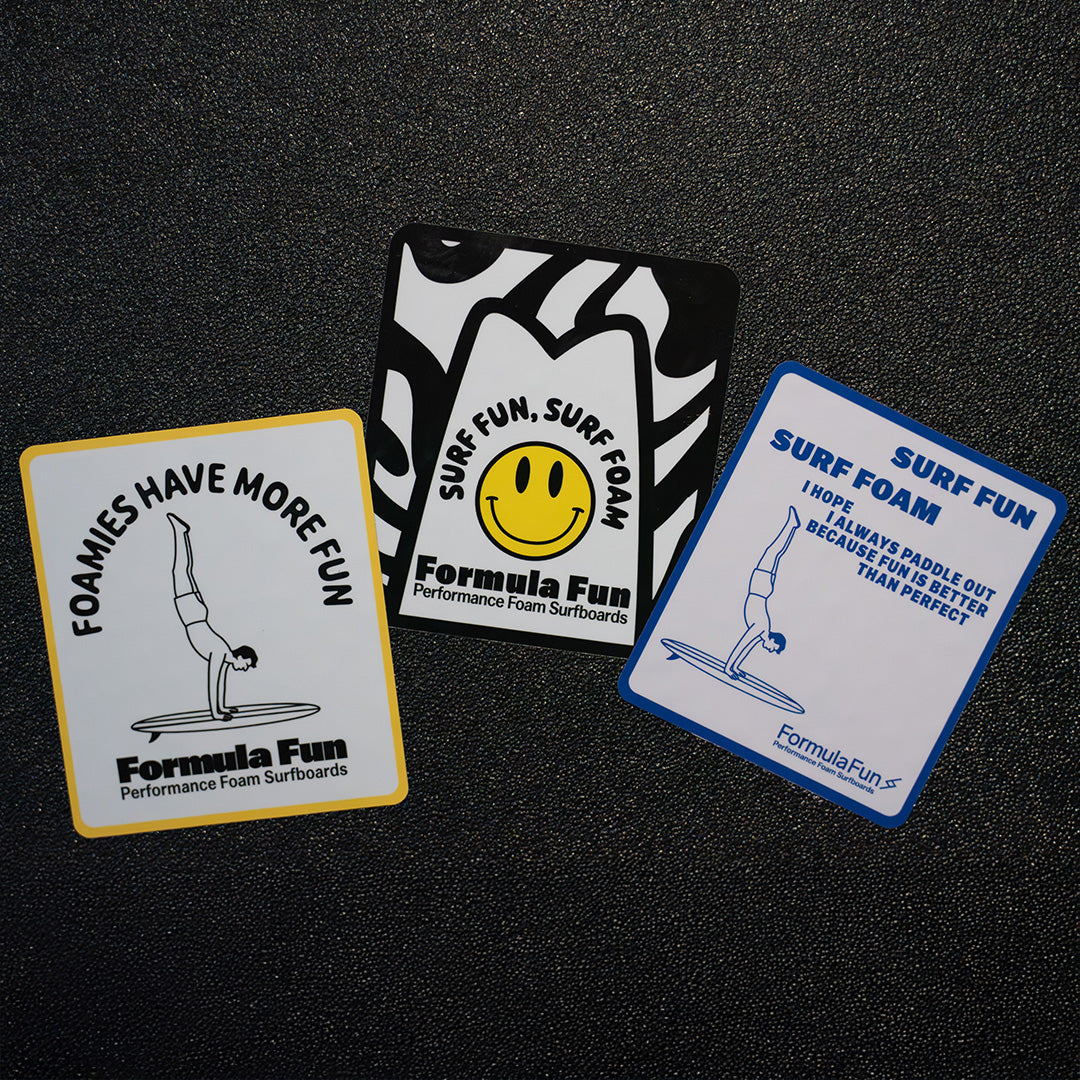 FOAMIES HAVE MORE FUN
Formula Fun
Performance Foam Surfboards
SURF FUN, SURF FOAM
Formula Fun
Performance Foam Surfboards
SURF FUN
SURF FOAM
I HOPE
I ALWAYS PADDLE OUT
BECAUSE FUN IS BETTER
THAN PERFECT
FormulaFun
Performance Foam Surfboards